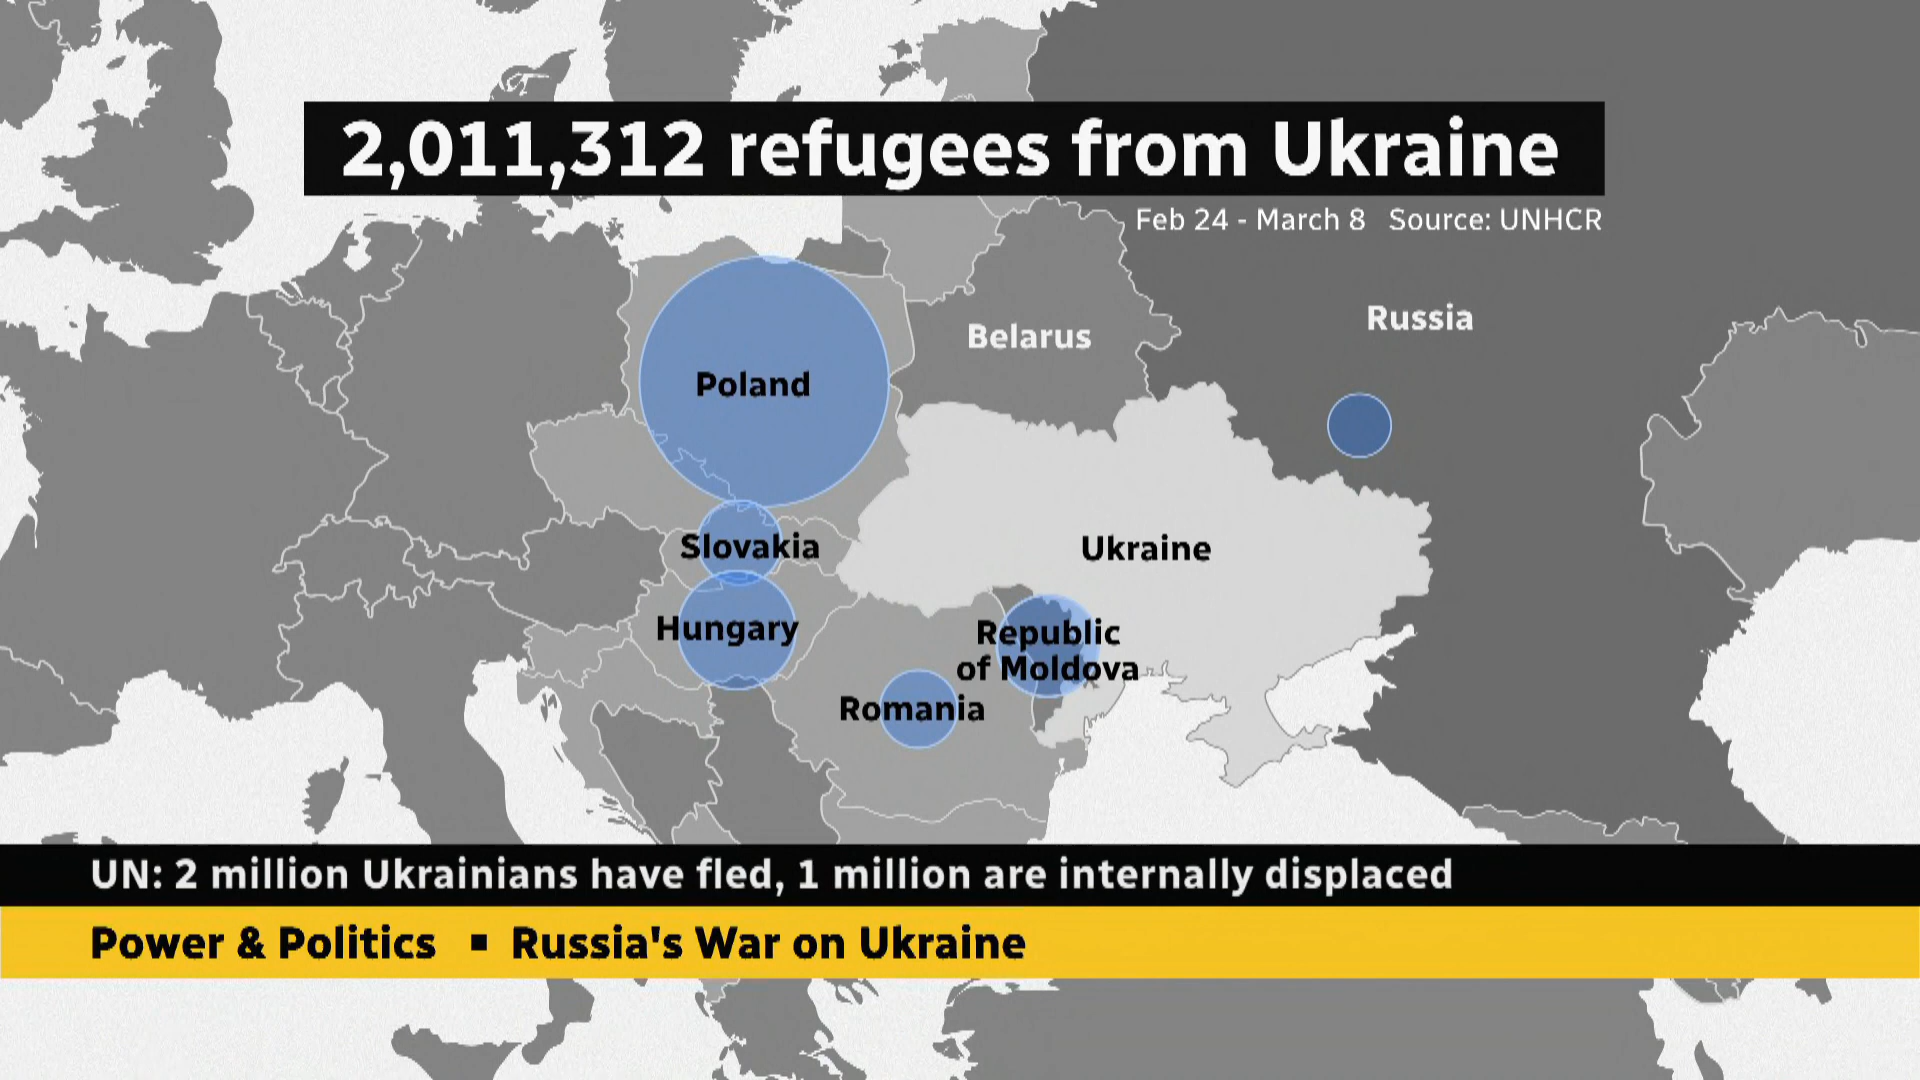 2,011,312 refugees from Ukraine
Feb 24 - March 8 Source: UNHCR
Russia
Belarus
Poland
Slovakia
Ukraine
Hungary
Republic
of Moldova
Romania
UN: 2 million Ukrainians have fled, 1 million are internally displaced
Power & Politics ▪ Russia's War on Ukraine